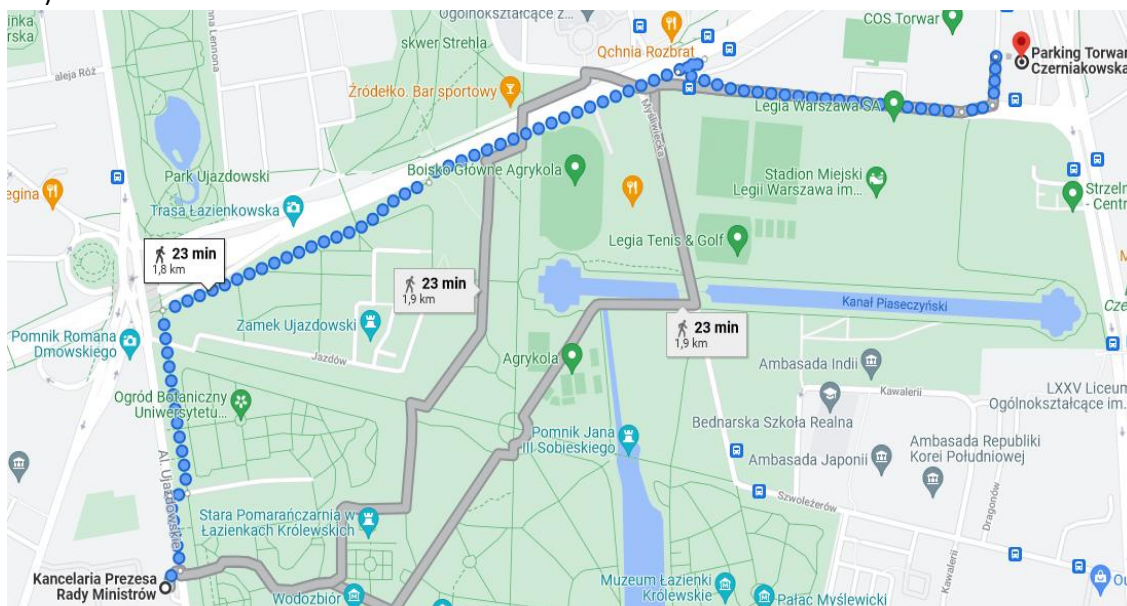 Ogólnokształcące z...
COS Torwar
aleja Róż
skwer Strehla
Qchnia Rozbrat
Parking Torwar
Czerniakowska
Źródełko. Bar sportowy
Legia Warszawa SA
Myśliwiecka
Park Ujazdowski
Boisko Główne Agrykola
Stadion Miejski
Legii Warszawa im...
Strzeln
- Centr
Trasa Łazienkowska
Legia Tenis & Golf
23 min
1,8 km
23 min
1,9 km
Kanał Piaseczyński
Zamek Ujazdowski
23 min
1,9 km
Pomnik Romana
Dmowskiego
Jazdów
Agrykola
Ambasada Indii
Kawalerii
LXXV Liceum
Ogólnokształcące im.
Ogród Botaniczny
Uniwersytetu...
Bednarska Szkoła Realna
Pomnik Jana
III Sobieskiego
Ambasada Republiki
Korei Południowej
Ambasada Japonii
Al. Ujazdowskie
Szwoleżerów
Dragonów
Stara Pomarańczarnia w
Łazienkach Królewskich
Kancelaria Prezesa
Rady Ministrów
Kawalerii
Wodozbiór
Muzeum Łazienki
Królewskie
Pałac Myślewicki